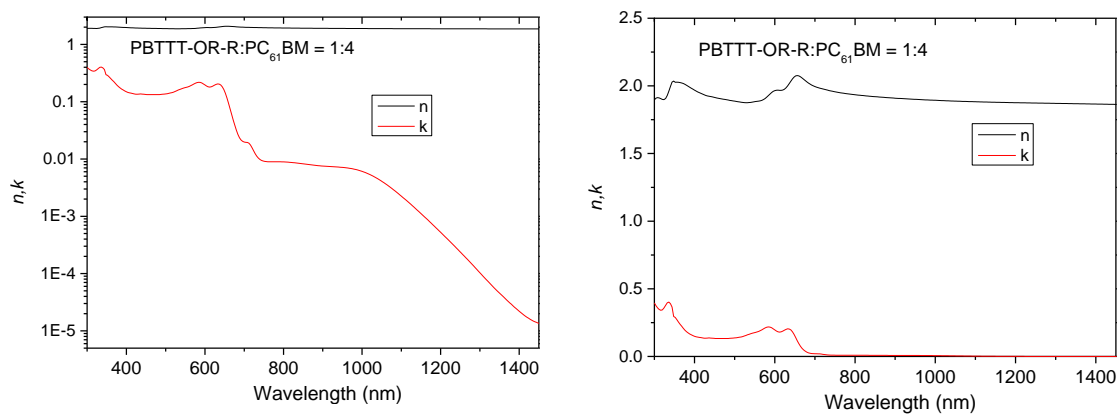 PBTTT-OR-R:PC61BM = 1:4
n
k
n,k
1
0.1
0.01
1E-3
1E-4
1E-5
400 600 800 1000 1200 1400
Wavelength (nm)
PBTTT-OR-R:PC61BM = 1:4
n
k
n,k
2.5
2.0
1.5
1.0
0.5
0.0
400 600 800 1000 1200 1400
Wavelength (nm)